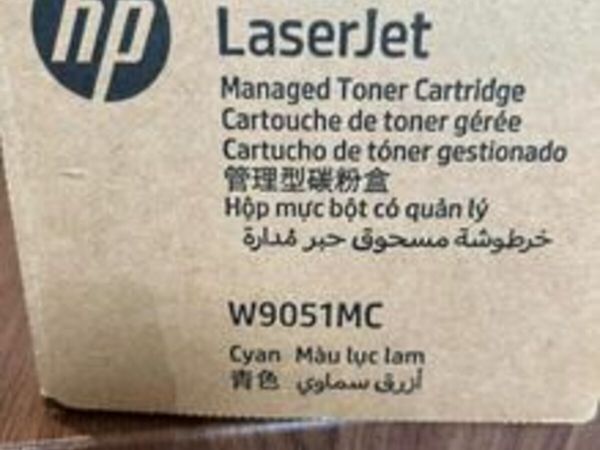 hp
LaserJet
Managed Toner Cartridge
Cartouche de toner gérée
Cartucho de tóner gestionado
管理型碳粉盒
Hộp mực bột có quản lý
خرطوشة مسحوق حبر مُدارة
W9051MC
Cyan Màu lục lam
青色 أزرق سماوي